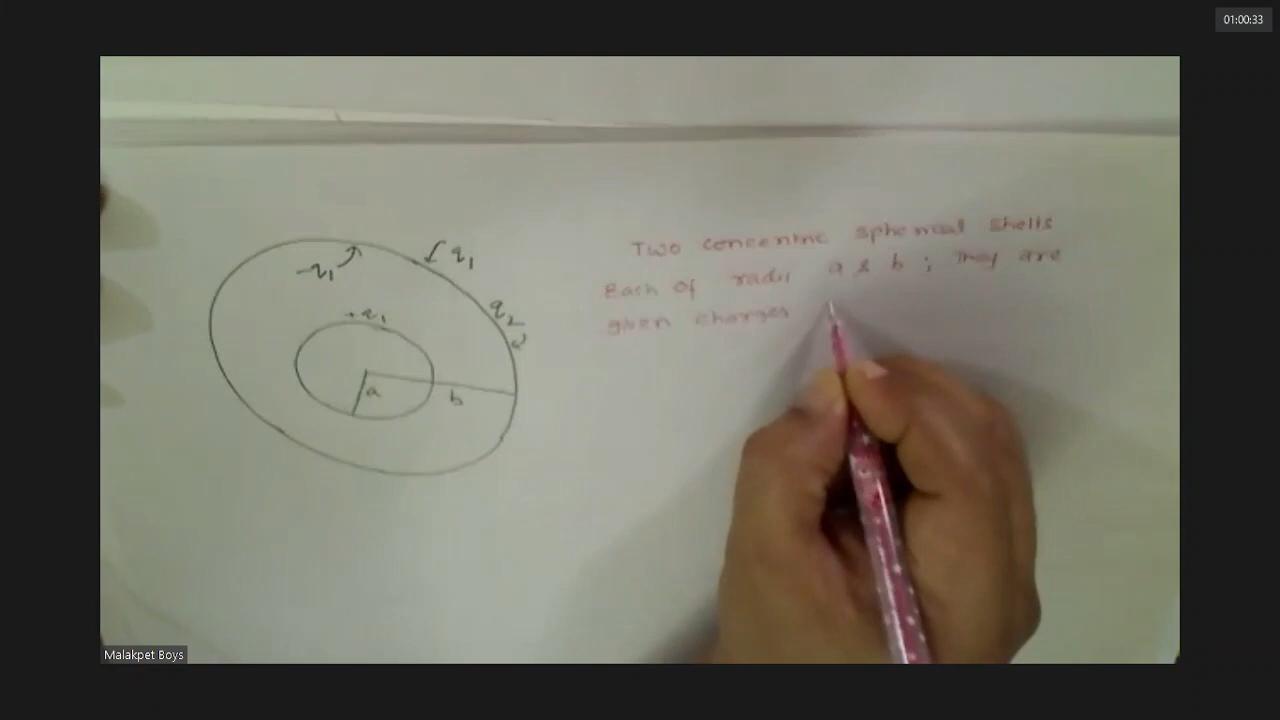 01:00:33
Two concentric spherical shells
Each of radii a & b ; They are
given charges
-q₁
q₁
q₂
+q₁
a
b
Malakpet Boys